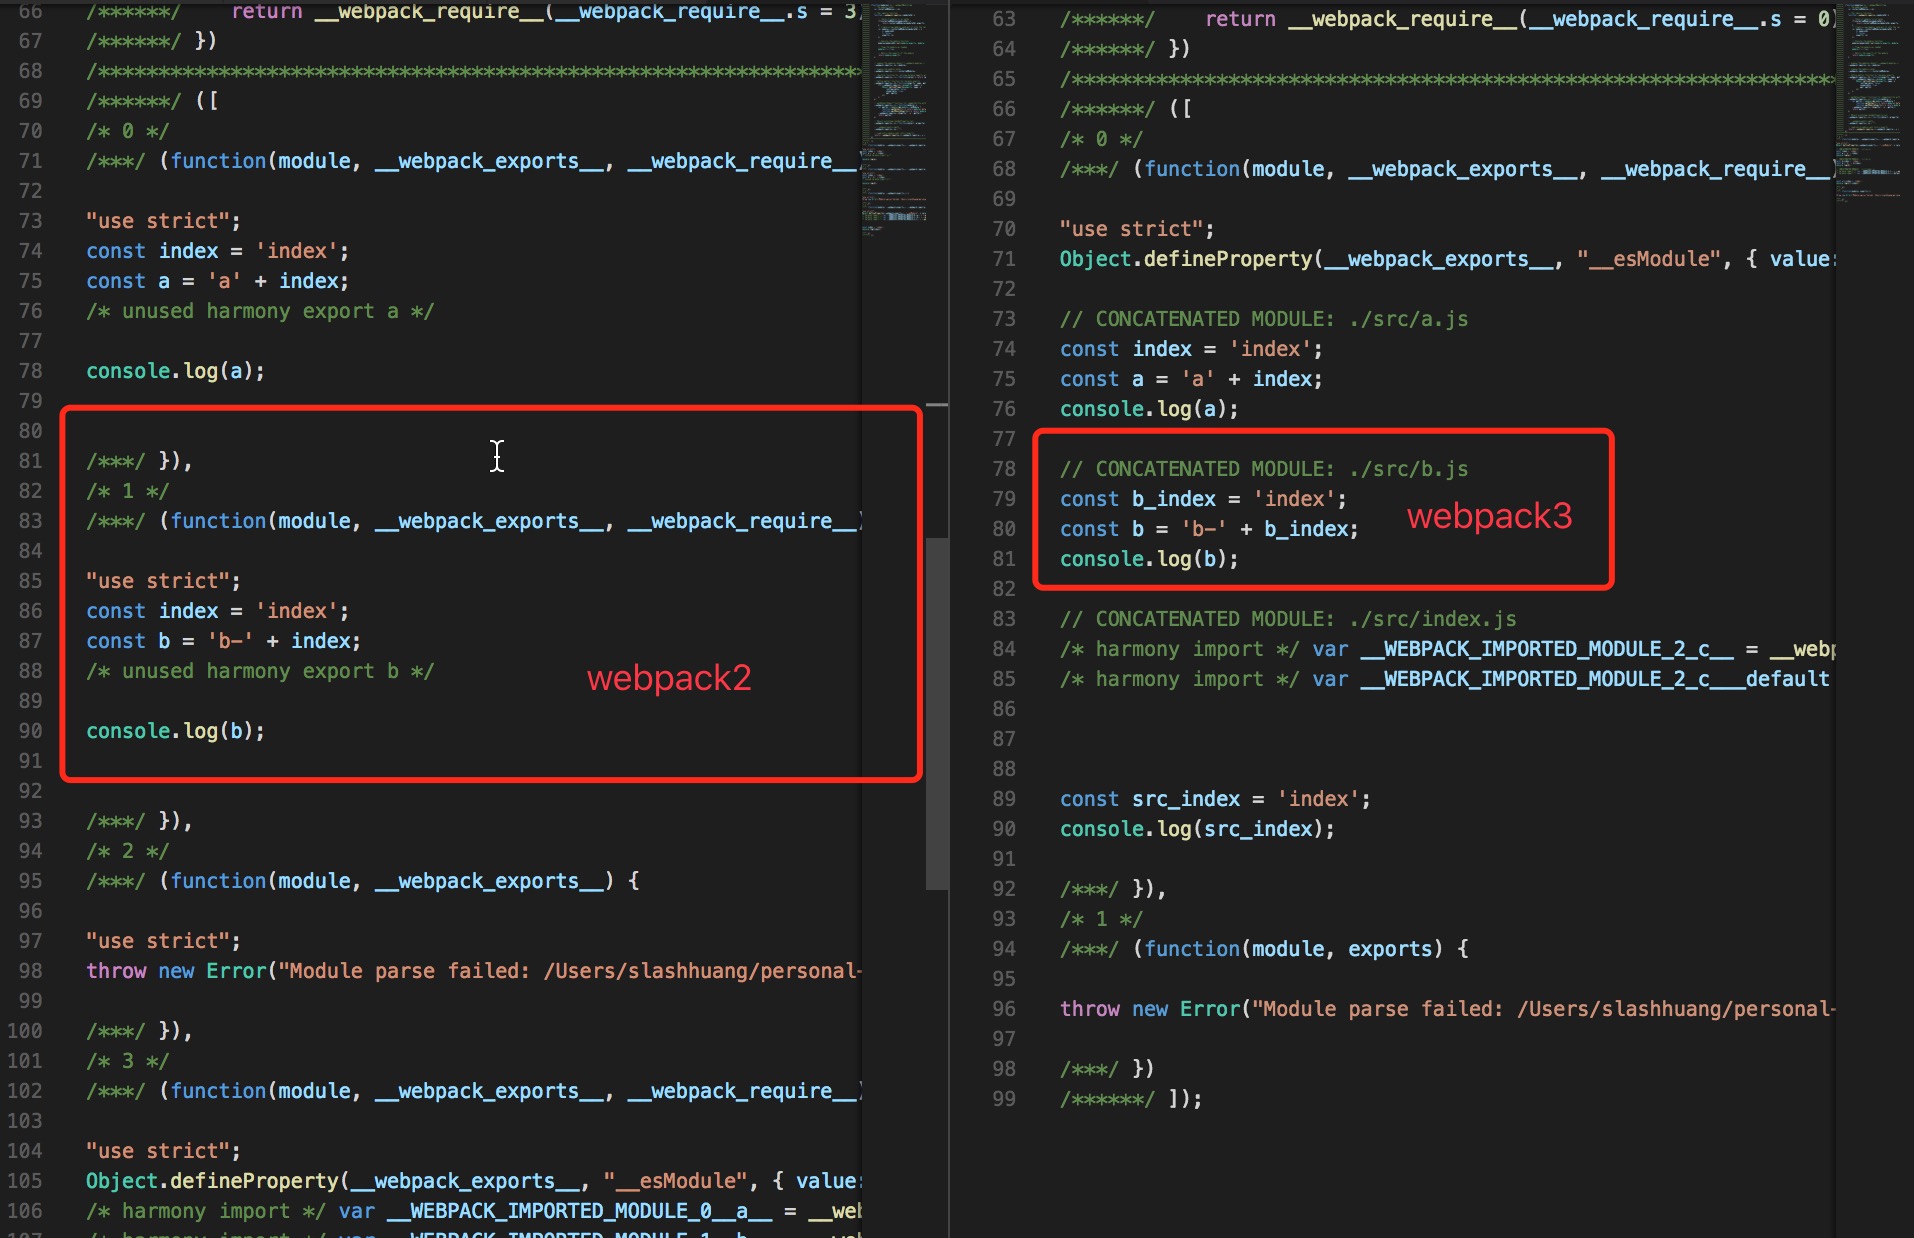 66 /******/ return __webpack_require__(__webpack_require__.s = 3
67 /******/ })
68 /************************************************************************
69 /******/ ([
70 /* 0 */
71 /***/ (function(module, __webpack_exports__, __webpack_require__)
72
73 "use strict";
74 const index = 'index';
75 const a = 'a' + index;
76 /* unused harmony export a */
77
78 console.log(a);
79
80
81 /***/ }),
82 /* 1 */
83 /***/ (function(module, __webpack_exports__, __webpack_require__)
84
85 "use strict";
86 const index = 'index';
87 const b = 'b-' + index;
88 /* unused harmony export b */
webpack2
89
90 console.log(b);
91
92
93 /***/ }),
94 /* 2 */
95 /***/ (function(module, __webpack_exports__) {
96
97 "use strict";
98 throw new Error("Module parse failed: /Users/slashhuang/personal-
99
100 /***/ }),
101 /* 3 */
102 /***/ (function(module, __webpack_exports__, __webpack_require__)
103
104 "use strict";
105 Object.defineProperty(__webpack_exports__, "__esModule", { value:
106 /* harmony import */ var __WEBPACK_IMPORTED_MODULE_0__a__ = __we
63 /******/ return __webpack_require__(__webpack_require__.s = 0)
64 /******/ })
65 /************************************************************************
66 /******/ ([
67 /* 0 */
68 /***/ (function(module, __webpack_exports__, __webpack_require__)
69
70 "use strict";
71 Object.defineProperty(__webpack_exports__, "__esModule", { value:
72
73 // CONCATENATED MODULE: ./src/a.js
74 const index = 'index';
75 const a = 'a' + index;
76 console.log(a);
77
78 // CONCATENATED MODULE: ./src/b.js
79 const b_index = 'index';
80 const b = 'b-' + b_index;
webpack3
81 console.log(b);
82
83 // CONCATENATED MODULE: ./src/index.js
84 /* harmony import */ var __WEBPACK_IMPORTED_MODULE_2_c__ = __webp
85 /* harmony import */ var __WEBPACK_IMPORTED_MODULE_2_c___default
86
87
88
89 const src_index = 'index';
90 console.log(src_index);
91
92 /***/ }),
93 /* 1 */
94 /***/ (function(module, exports) {
95
96 throw new Error("Module parse failed: /Users/slashhuang/personal-
97
98 /***/ })
99 /******/ ]);